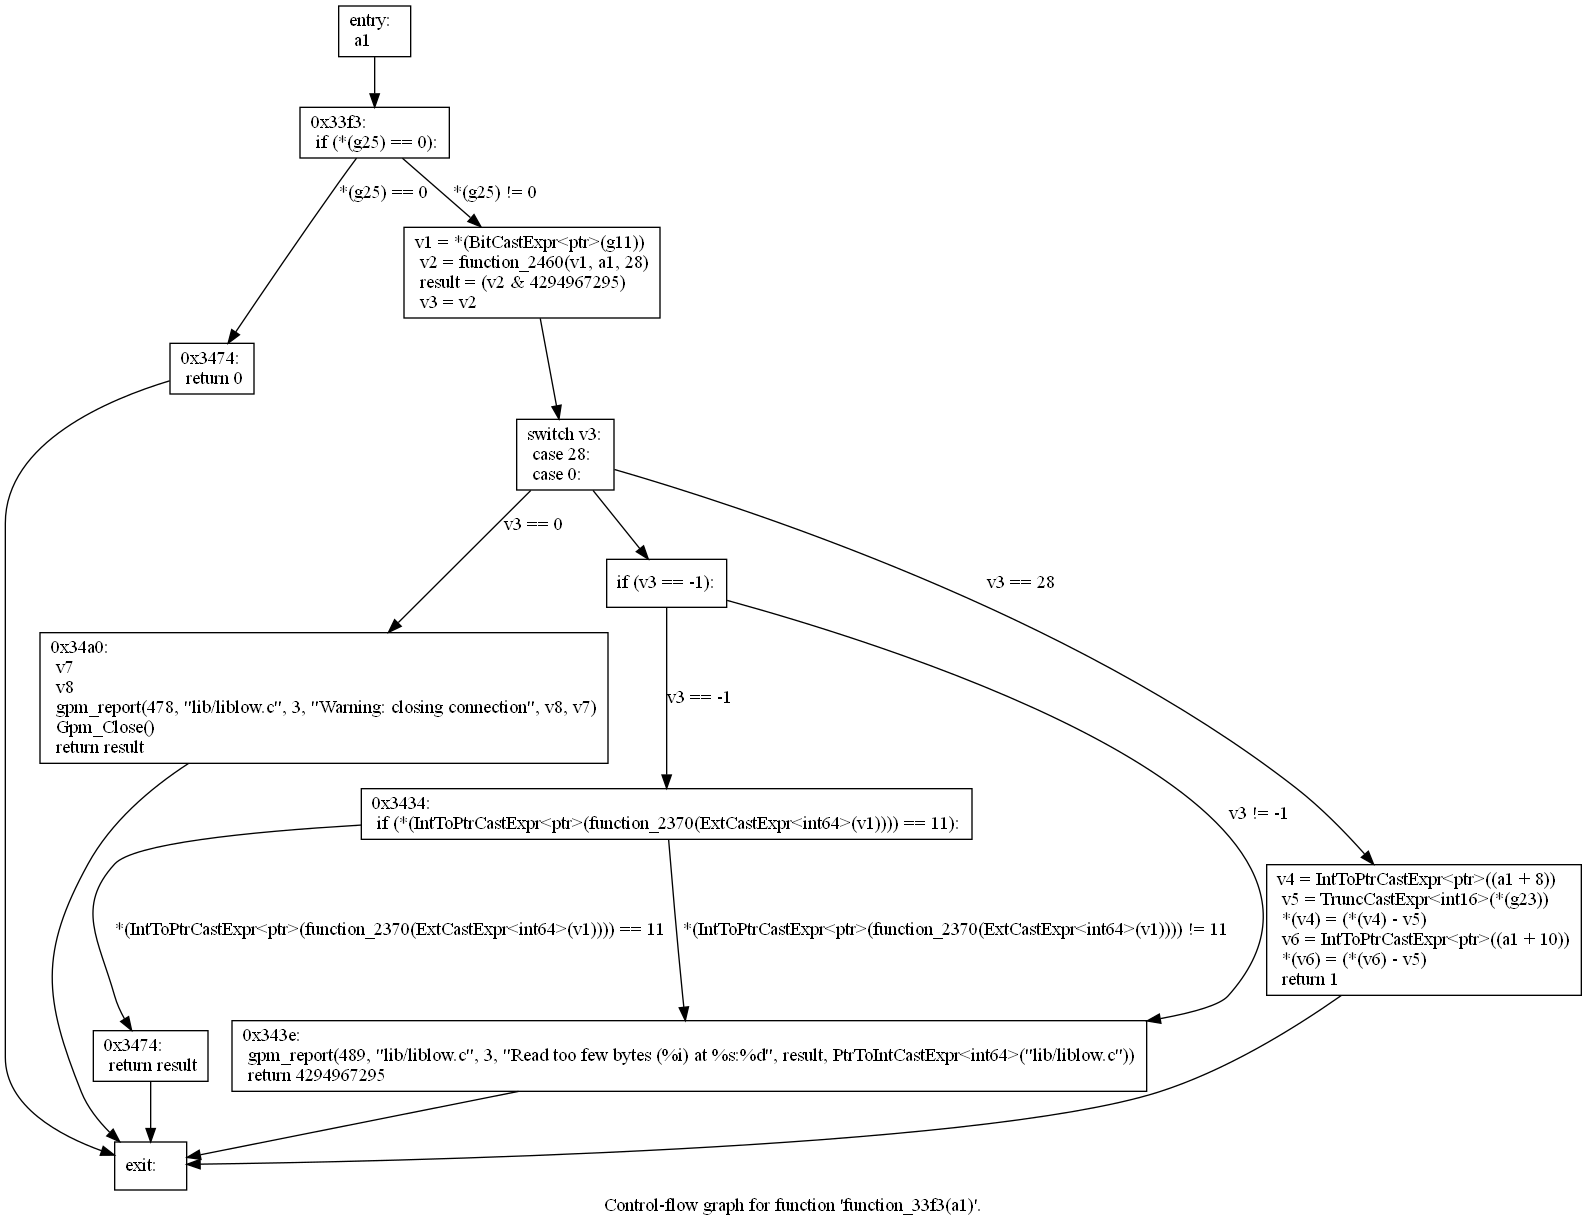 entry:
a1
0x33f3:
if (*(g25) == 0):
*(g25) == 0
*(g25) != 0
v1 = *(BitCastExpr<ptr>(g11))
v2 = function_2460(v1, a1, 28)
result = (v2 & 4294967295)
v3 = v2
0x3474:
return 0
switch v3:
case 28:
case 0:
v3 == 0
v3 == 28
if (v3 == -1):
0x34a0:
v7
v8
gpm_report(478, "lib/liblow.c", 3, "Warning: closing connection", v8, v7)
Gpm_Close()
return result
v3 == -1
v3 != -1
0x3434:
if (*(IntToPtrCastExpr<ptr>(function_2370(ExtCastExpr<int64>(v1)))) == 11):
v4 = IntToPtrCastExpr<ptr>((a1 + 8))
v5 = TruncCastExpr<int16>(*(g23))
*(v4) = (*(v4) - v5)
v6 = IntToPtrCastExpr<ptr>((a1 + 10))
*(v6) = (*(v6) - v5)
return 1
*(IntToPtrCastExpr<ptr>(function_2370(ExtCastExpr<int64>(v1)))) == 11
*(IntToPtrCastExpr<ptr>(function_2370(ExtCastExpr<int64>(v1)))) != 11
0x3474:
return result
0x343e:
gpm_report(489, "lib/liblow.c", 3, "Read too few bytes (%i) at %s:%d", result, PtrToIntCastExpr<int64>("lib/liblow.c"))
return 4294967295
exit:
Control-flow graph for function 'function_33f3(a1)'.